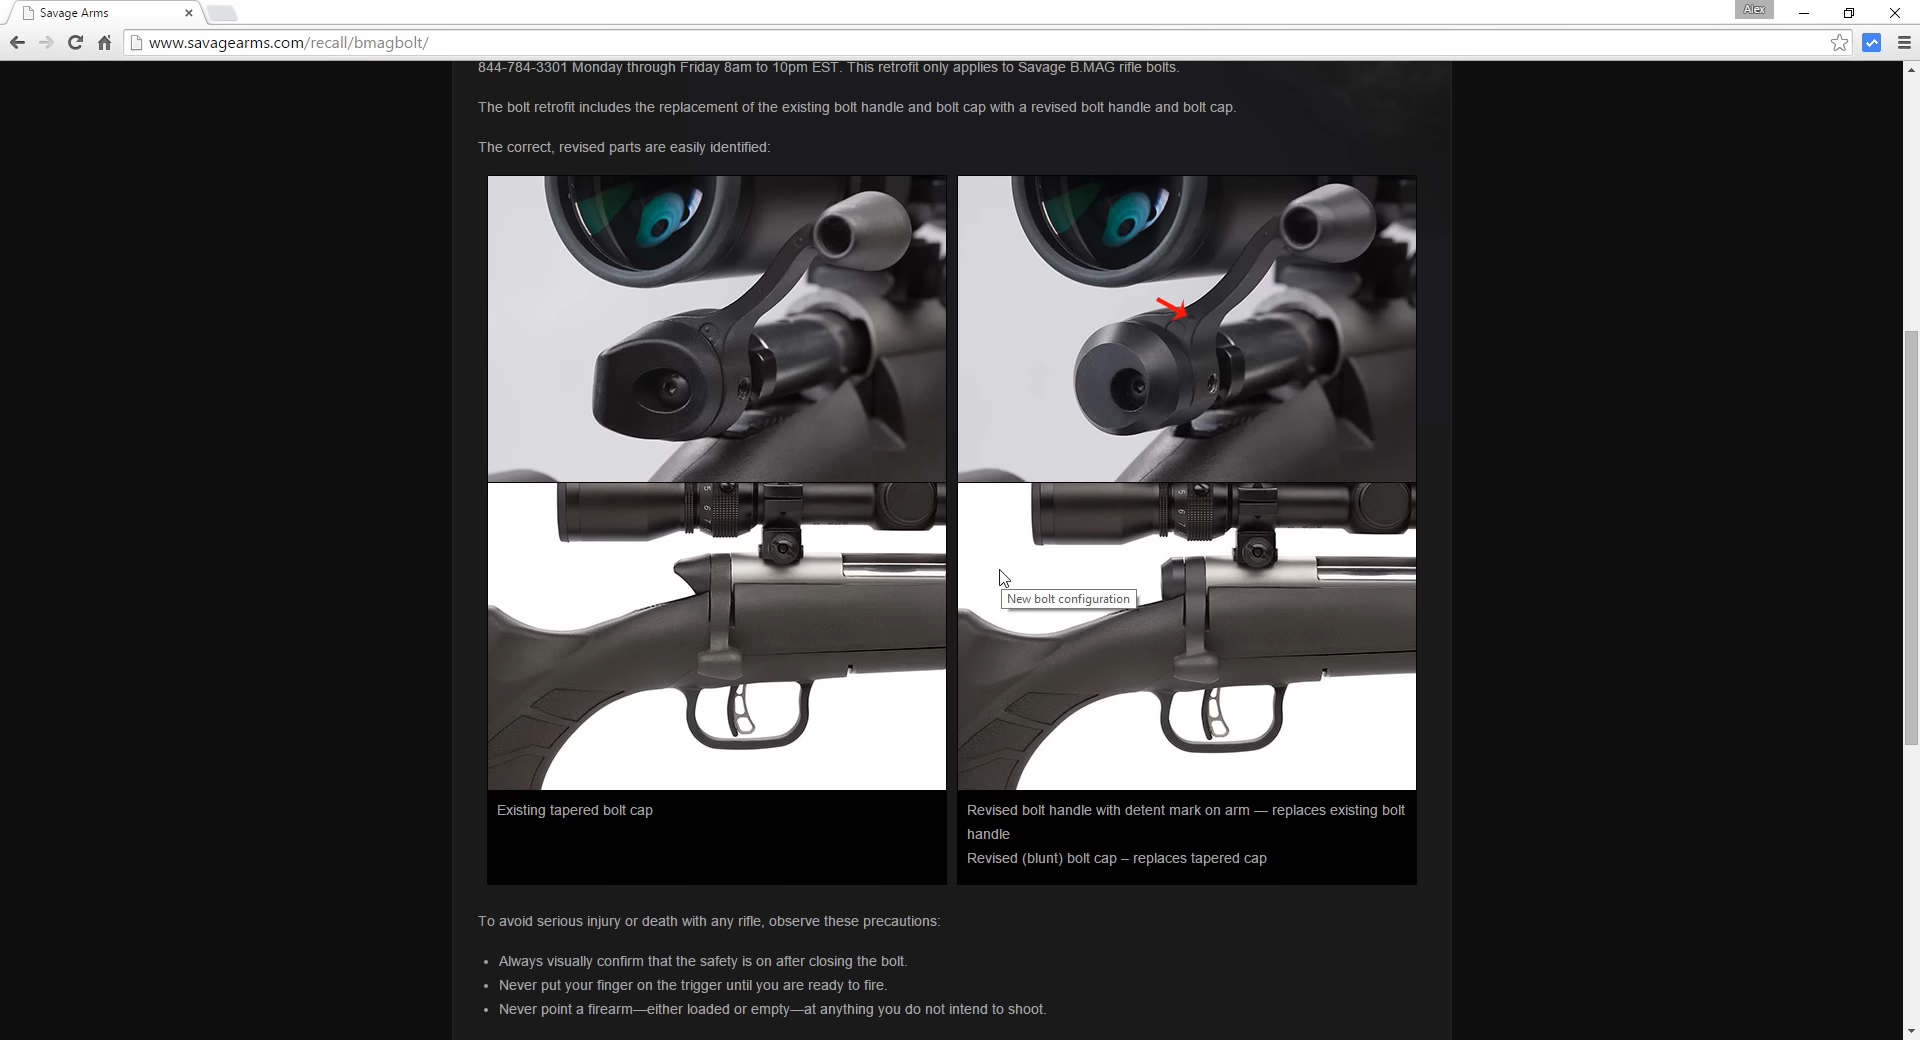 Savage Arms
Alex
www.savagearms.com/recall/bmagbolt/
844-784-3301 Monday through Friday 8am to 10pm EST. This retrofit only applies to Savage B.MAG rifle bolts.
The bolt retrofit includes the replacement of the existing bolt handle and bolt cap with a revised bolt handle and bolt cap.
The correct, revised parts are easily identified:
5
6
7
5
6
7
New bolt configuration
Existing tapered bolt cap
Revised bolt handle with detent mark on arm — replaces existing bolt
handle
Revised (blunt) bolt cap – replaces tapered cap
To avoid serious injury or death with any rifle, observe these precautions:
• Always visually confirm that the safety is on after closing the bolt.
• Never put your finger on the trigger until you are ready to fire.
• Never point a firearm—either loaded or empty—at anything you do not intend to shoot.